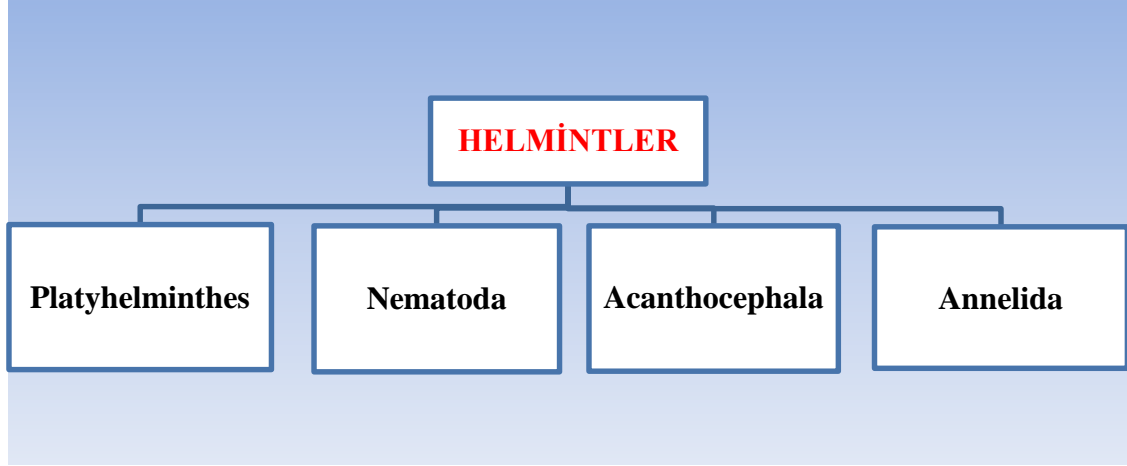 HELMİNTLER
Platyhelminthes
Nematoda
Acanthocephala
Annelida